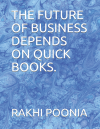 THE FUTURE
OF BUSINESS
DEPENDS
ON QUICK
BOOKS.
RAKHI POONIA